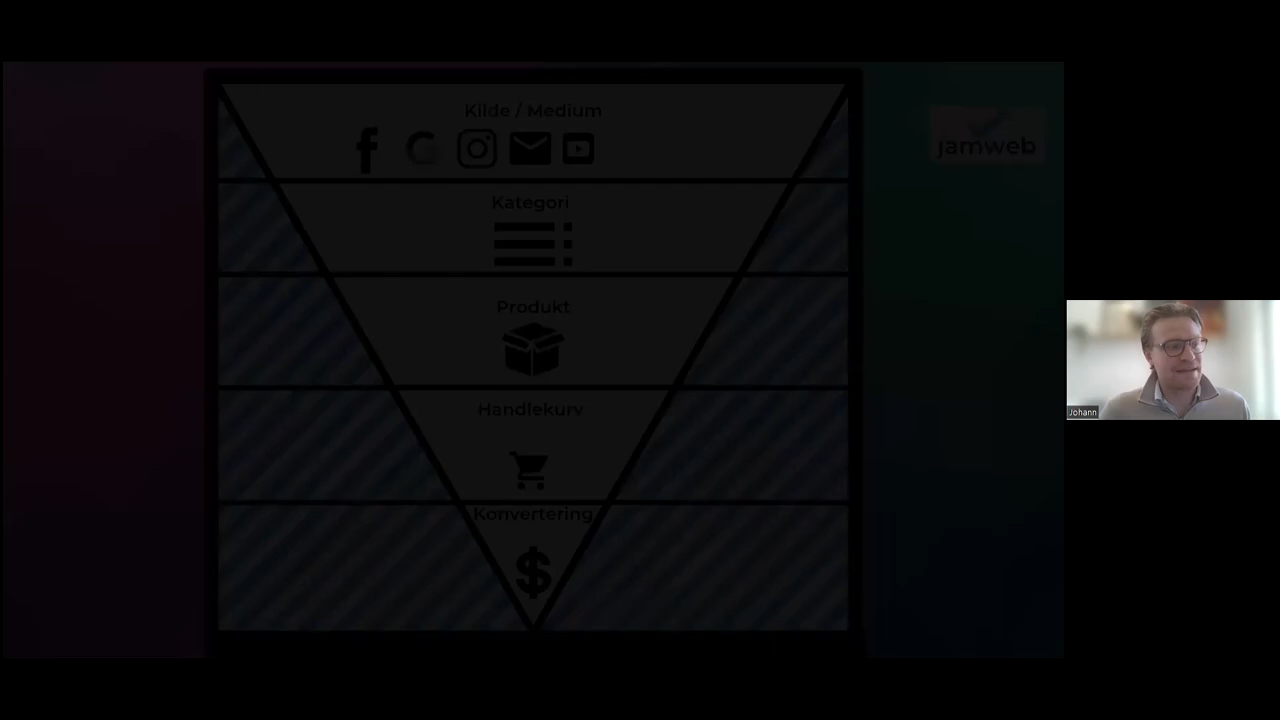 Kilde / Medium
jamweb
Kategori
Produkt
Handlekurv
Konvertering
Johann